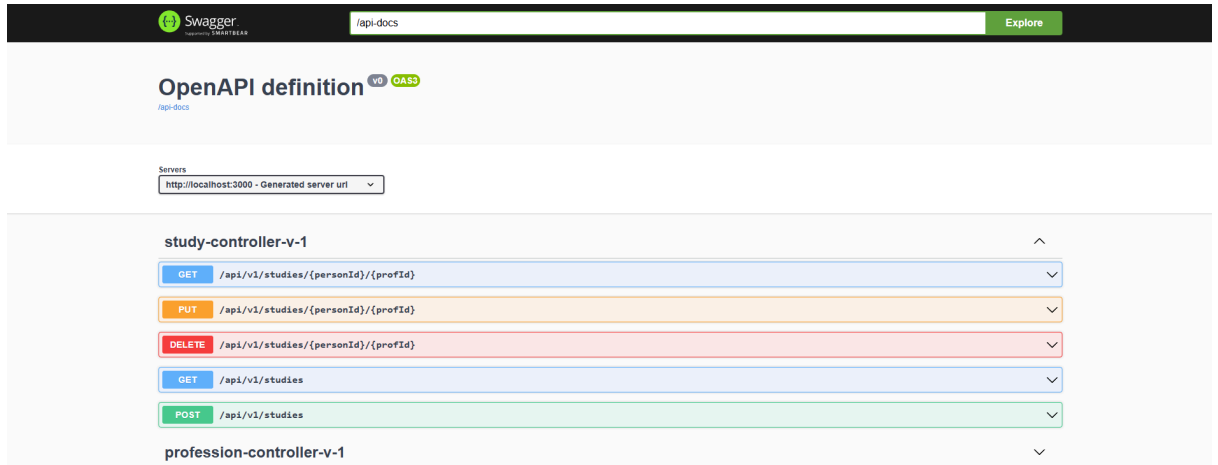 Swagger.
Supported by SMARTBEAR
/api-docs
Explore
OpenAPI definition v0 OAS3
/api-docs
Servers
http://localhost:3000 - Generated server url
study-controller-v-1
GET /api/v1/studies/{personId}/{profId}
PUT /api/v1/studies/{personId}/{profId}
DELETE /api/v1/studies/{personId}/{profId}
GET /api/v1/studies
POST /api/v1/studies
profession-controller-v-1